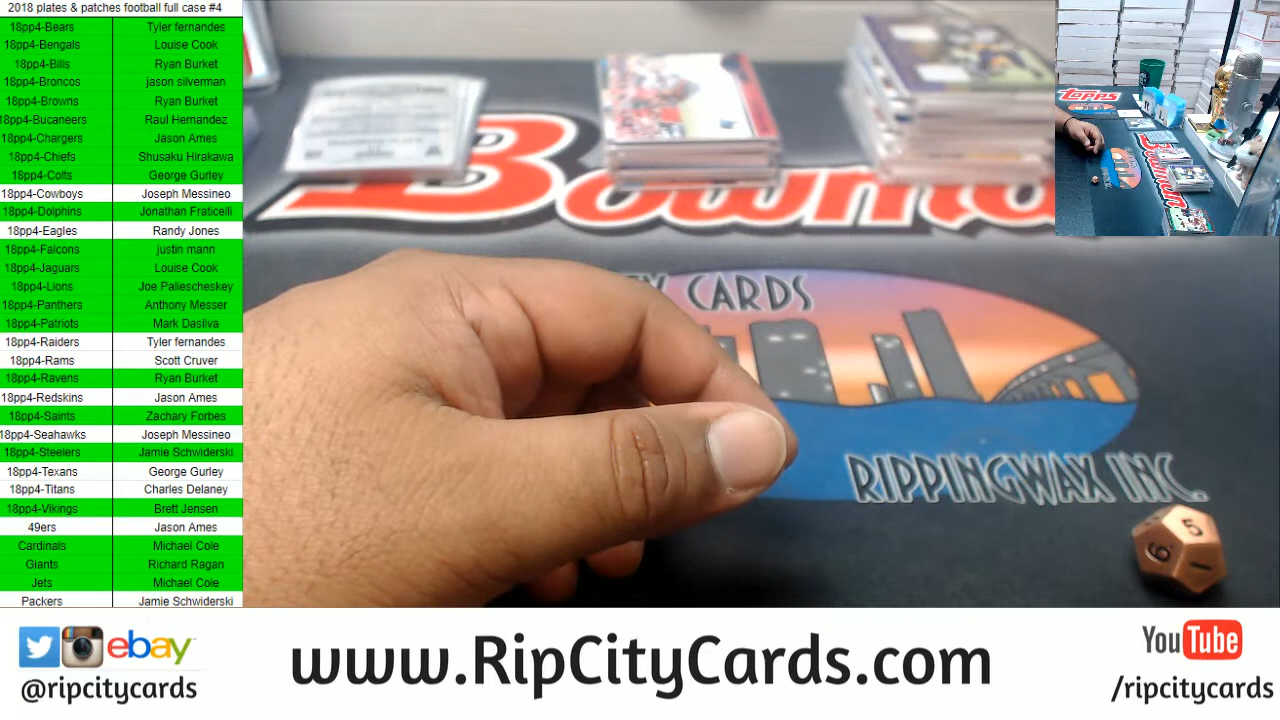 2018 plates & patches football full case #4
18pp4-Bears Tyler fernandes
18pp4-Bengals Louise Cook
18pp4-Bills Ryan Burket
18pp4-Broncos jason silverman
18pp4-Browns Ryan Burket
18pp4-Bucaneers Raul Hernandez
18pp4-Chargers Jason Ames
18pp4-Chiefs Shusaku Hirakawa
18pp4-Colts George Gurley
18pp4-Cowboys Joseph Messineo
18pp4-Dolphins Jonathan Fraticelli
18pp4-Eagles Randy Jones
18pp4-Falcons justin mann
18pp4-Jaguars Louise Cook
18pp4-Lions Joe Paliescheskey
18pp4-Panthers Anthony Messer
18pp4-Patriots Mark Dasilva
18pp4-Raiders Tyler fernandes
18pp4-Rams Scott Cruver
18pp4-Ravens Ryan Burket
18pp4-Redskins Jason Ames
18pp4-Saints Zachary Forbes
18pp4-Seahawks Joseph Messineo
18pp4-Steelers Jamie Schwiderski
18pp4-Texans George Gurley
18pp4-Titans Charles Delaney
18pp4-Vikings Brett Jensen
49ers Jason Ames
Cardinals Michael Cole
Giants Richard Ragan
Jets Michael Cole
Packers Jamie Schwiderski
Topps
Bowman
CARDS
RIPPINGWAX INC.
5
6
1
ebay
@ripcitycards
www.RipCityCards.com
YouTube
/ripcitycards